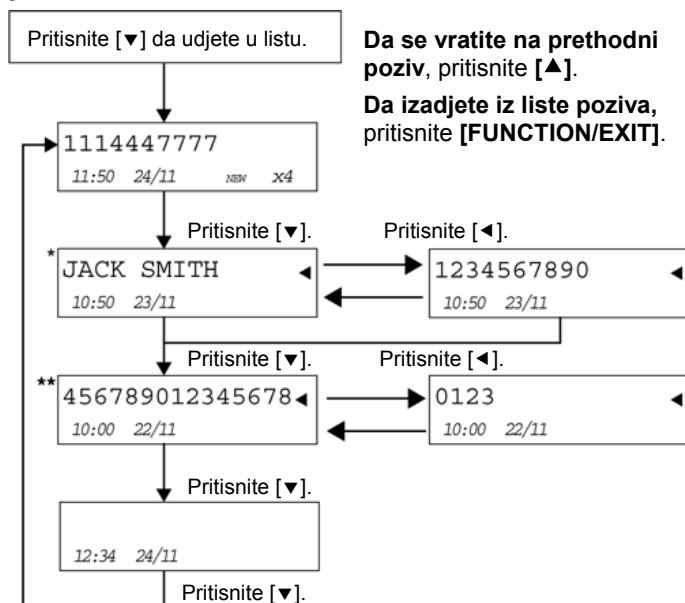 Pritisnite [▼] da udjete u listu.
Da se vratite na prethodni
poziv, pritisnite [▲].
Da izadjete iz liste poziva,
pritisnite [FUNCTION/EXIT].
1114447777
11:50 24/11 NEW x4
Pritisnite [▼]. Pritisnite [◄].
* JACK SMITH ◄ 1234567890 ◄
10:50 23/11 10:50 23/11
Pritisnite [▼]. Pritisnite [◄].
** 456789012345678◄ 0123 ◄
10:00 22/11 10:00 22/11
Pritisnite [▼].
12:34 24/11
Pritisnite [▼].